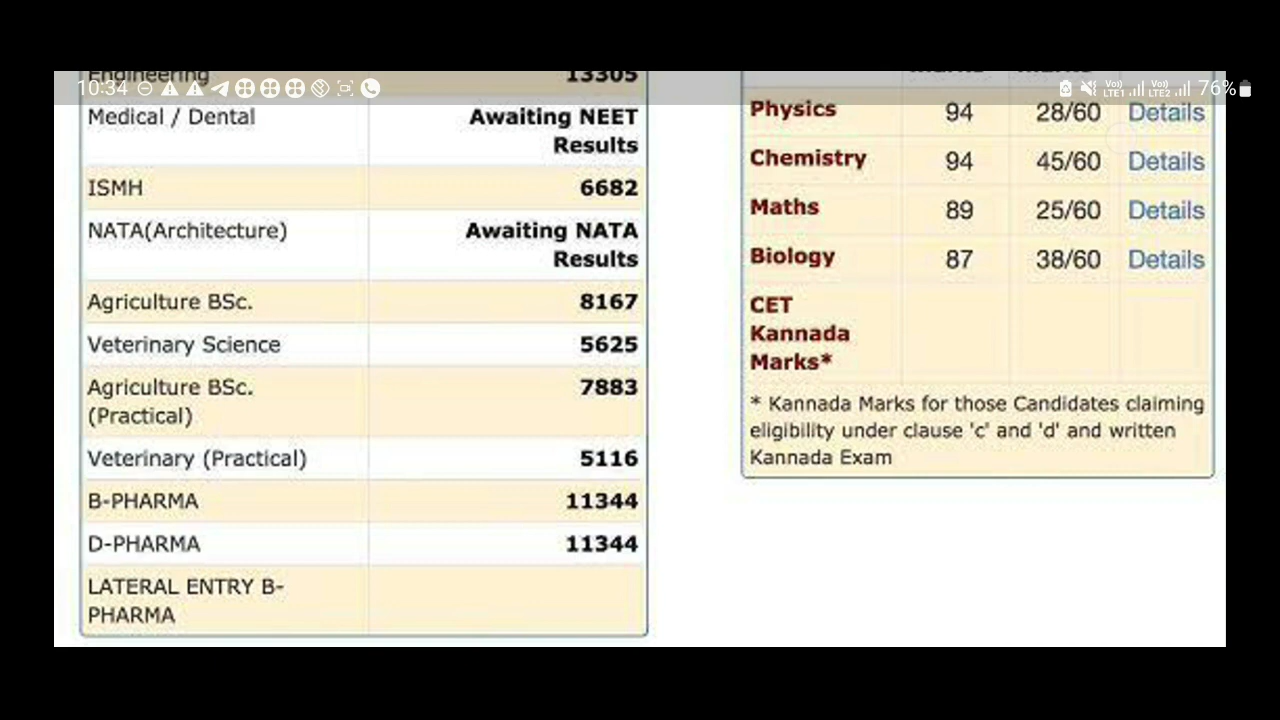 10:34
76%
Engineering 13305
Medical / Dental Awaiting NEET
Results
ISMH 6682
NATA(Architecture) Awaiting NATA
Results
Agriculture BSc. 8167
Veterinary Science 5625
Agriculture BSc. 7883
(Practical)
Veterinary (Practical) 5116
B-PHARMA 11344
D-PHARMA 11344
LATERAL ENTRY B-
PHARMA
Physics 94 28/60 Details
Chemistry 94 45/60 Details
Maths 89 25/60 Details
Biology 87 38/60 Details
CET
Kannada
Marks*
* Kannada Marks for those Candidates claiming
eligibility under clause 'c' and 'd' and written
Kannada Exam